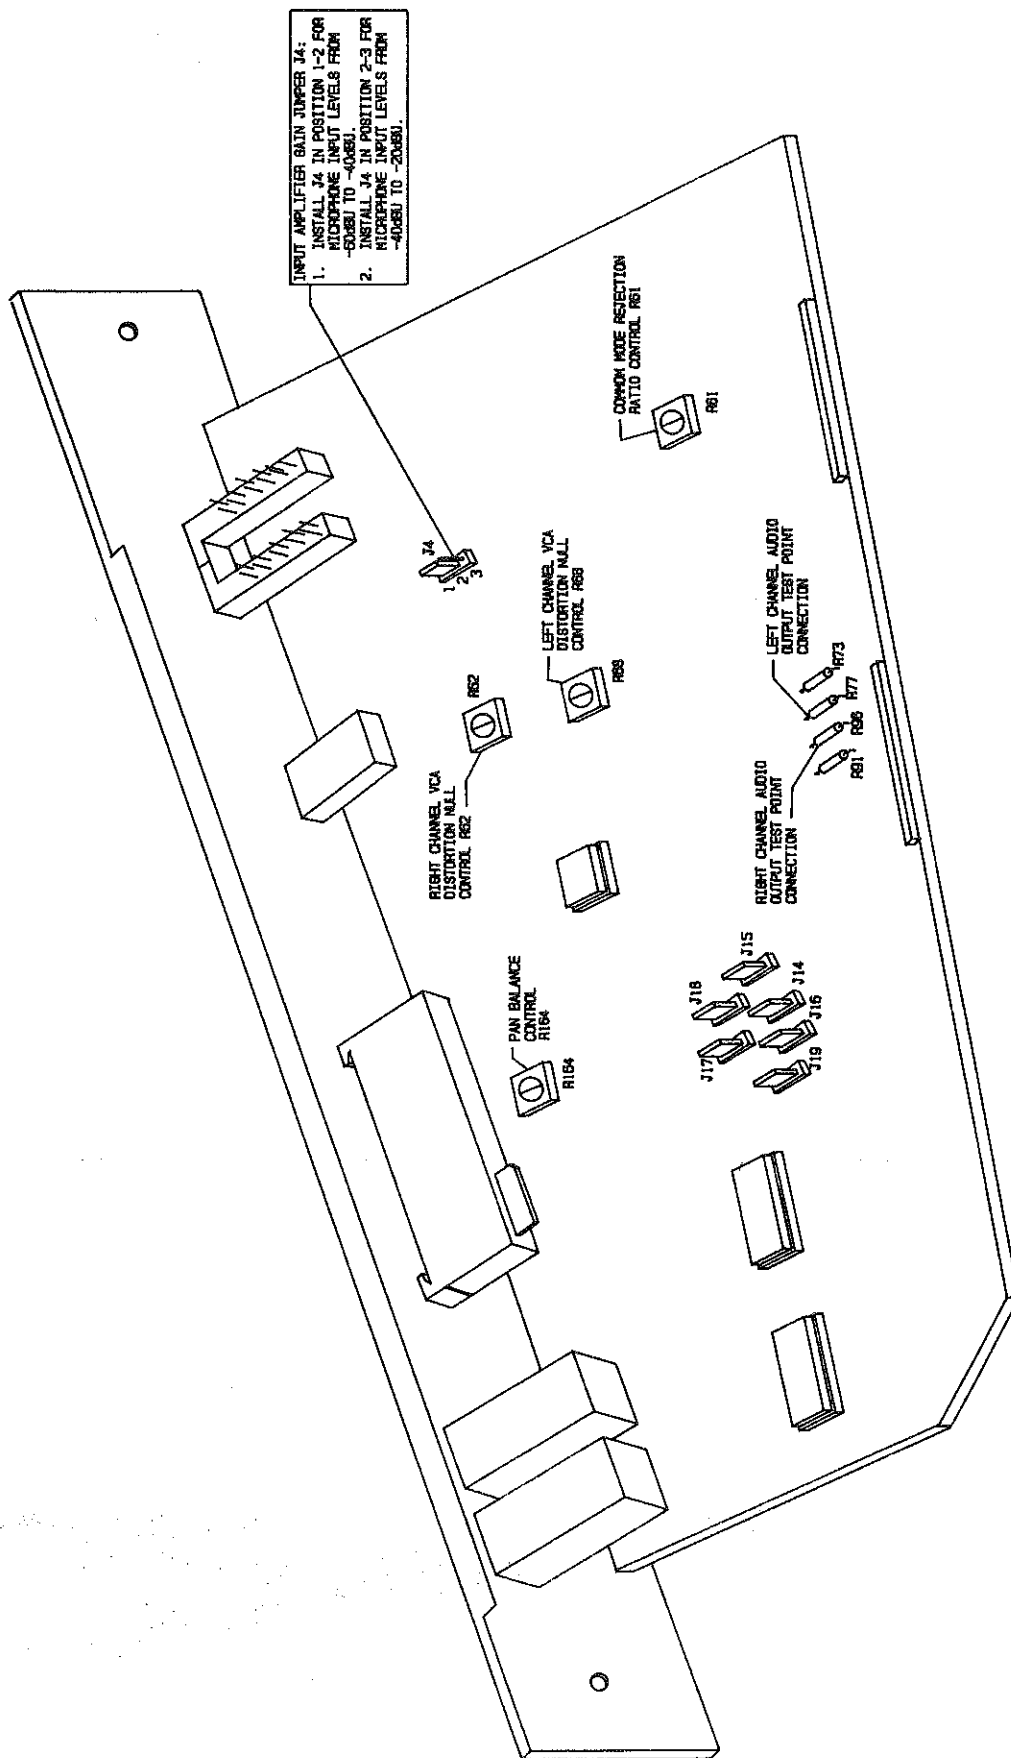 INPUT AMPLIFIER GAIN JUMPER J4:
1. INSTALL J4 IN POSITION 1-2 FOR
MICROPHONE INPUT LEVELS FROM
-60dBU TO -40dBU.
2. INSTALL J4 IN POSITION 2-3 FOR
MICROPHONE INPUT LEVELS FROM
-40dBU TO -20dBU.
J4
1
2
3
COMMON MODE REJECTION
RATIO CONTROL R61
R61
RIGHT CHANNEL VCA
DISTORTION NULL
CONTROL R62
R62
LEFT CHANNEL VCA
DISTORTION NULL
CONTROL R68
R68
PAN BALANCE
CONTROL
R164
R164
LEFT CHANNEL AUDIO
OUTPUT TEST POINT
CONNECTION
RIGHT CHANNEL AUDIO
OUTPUT TEST POINT
CONNECTION
R73
R77
R96
R91
J15
J18
J14
J17
J16
J19